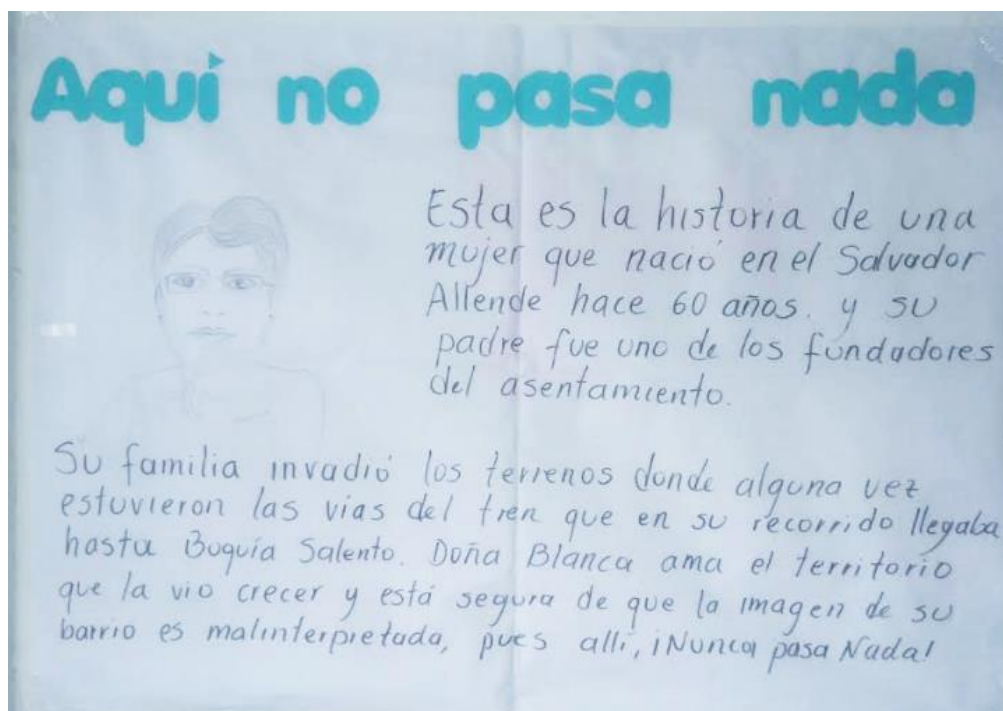 Aquí no pasa nada
Esta es la historia de una
mujer que nació en el Salvador
Allende hace 60 años. y su
padre fue uno de los fundadores
del asentamiento.
Su familia invadió los terrenos donde alguna vez
estuvieron las vias del tren que en su recorrido llegaba
hasta Boquía Salento. Doña Blanca ama el territorio
que la vio crecer y está segura de que la imagen de su
barrio es malinterpretada, pues allí, ¡Nunca pasa Nada!